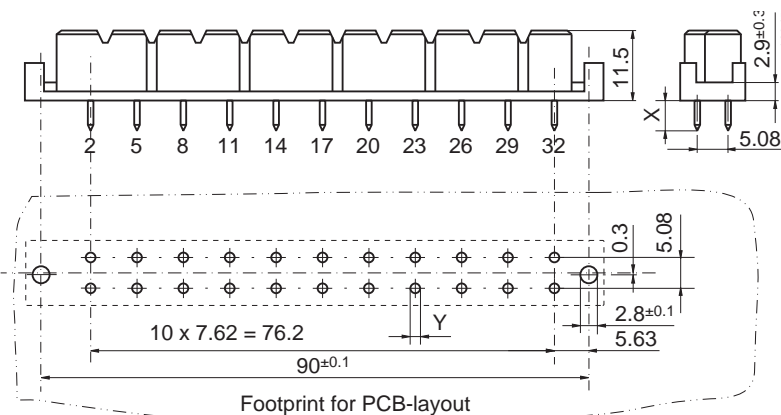 11.5
2.9±0.3
X
5.08
2 5 8 11 14 17 20 23 26 29 32
0.3
5.08
10 x 7.62 = 76.2
Y
2.8±0.1
5.63
90±0.1
Footprint for PCB-layout